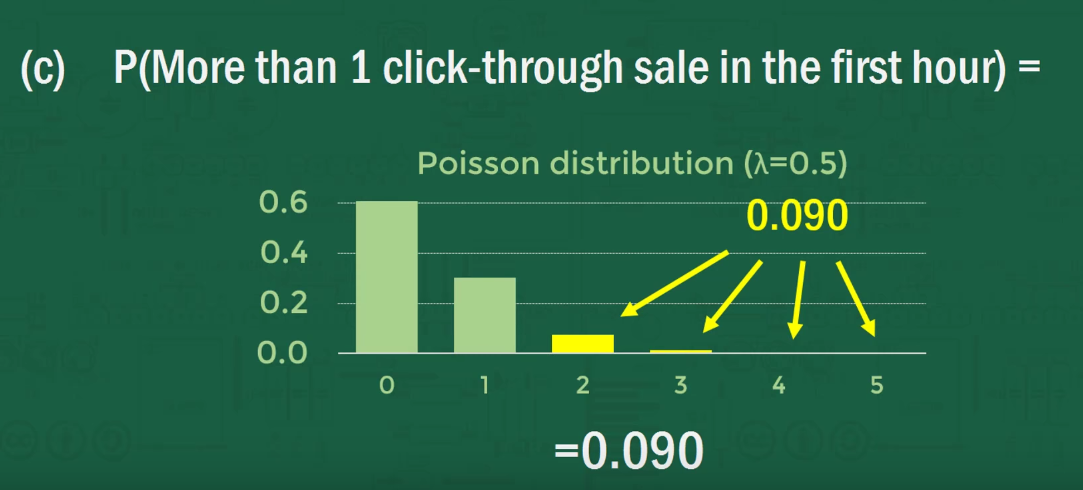 (c) P(More than 1 click-through sale in the first hour) =
Poisson distribution (λ=0.5)
0.6
0.090
0.4
0.2
0.0
0 1 2 3 4 5
=0.090